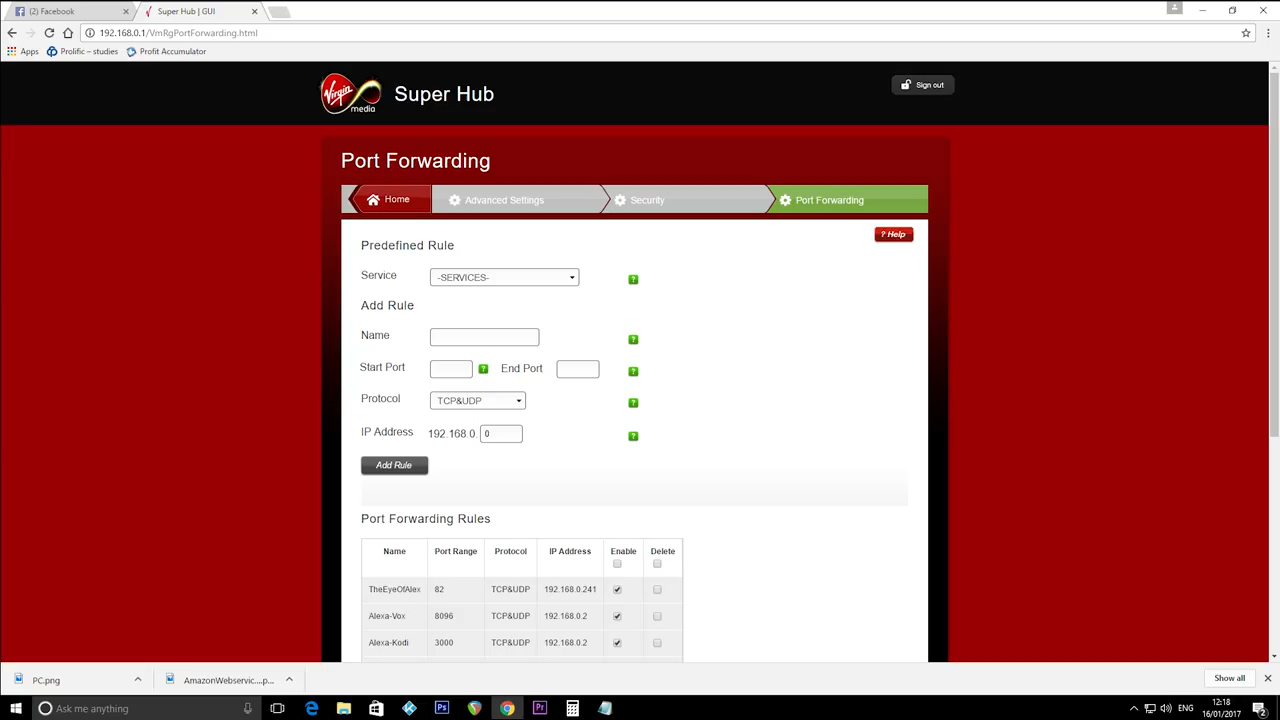 (2) Facebook
Super Hub | GUI
192.168.0.1/VmRgPortForwarding.html
Apps
Prolific – studies
Profit Accumulator
Virgin
media
Super Hub
Sign out
Port Forwarding
Home
Advanced Settings
Security
Port Forwarding
? Help
Predefined Rule
Service
-SERVICES-
?
Add Rule
Name
?
Start Port
?
End Port
?
Protocol
TCP&UDP
?
IP Address
192.168.0.
0
?
Add Rule
Port Forwarding Rules
Name Port Range Protocol IP Address Enable Delete
TheEyeOfAlex 82 TCP&UDP 192.168.0.241
Alexa-Vox 8096 TCP&UDP 192.168.0.2
Alexa-Kodi 3000 TCP&UDP 192.168.0.2
PC.png
AmazonWebservic....p...
Show all
Ask me anything
ENG
12:18
16/01/2017
2